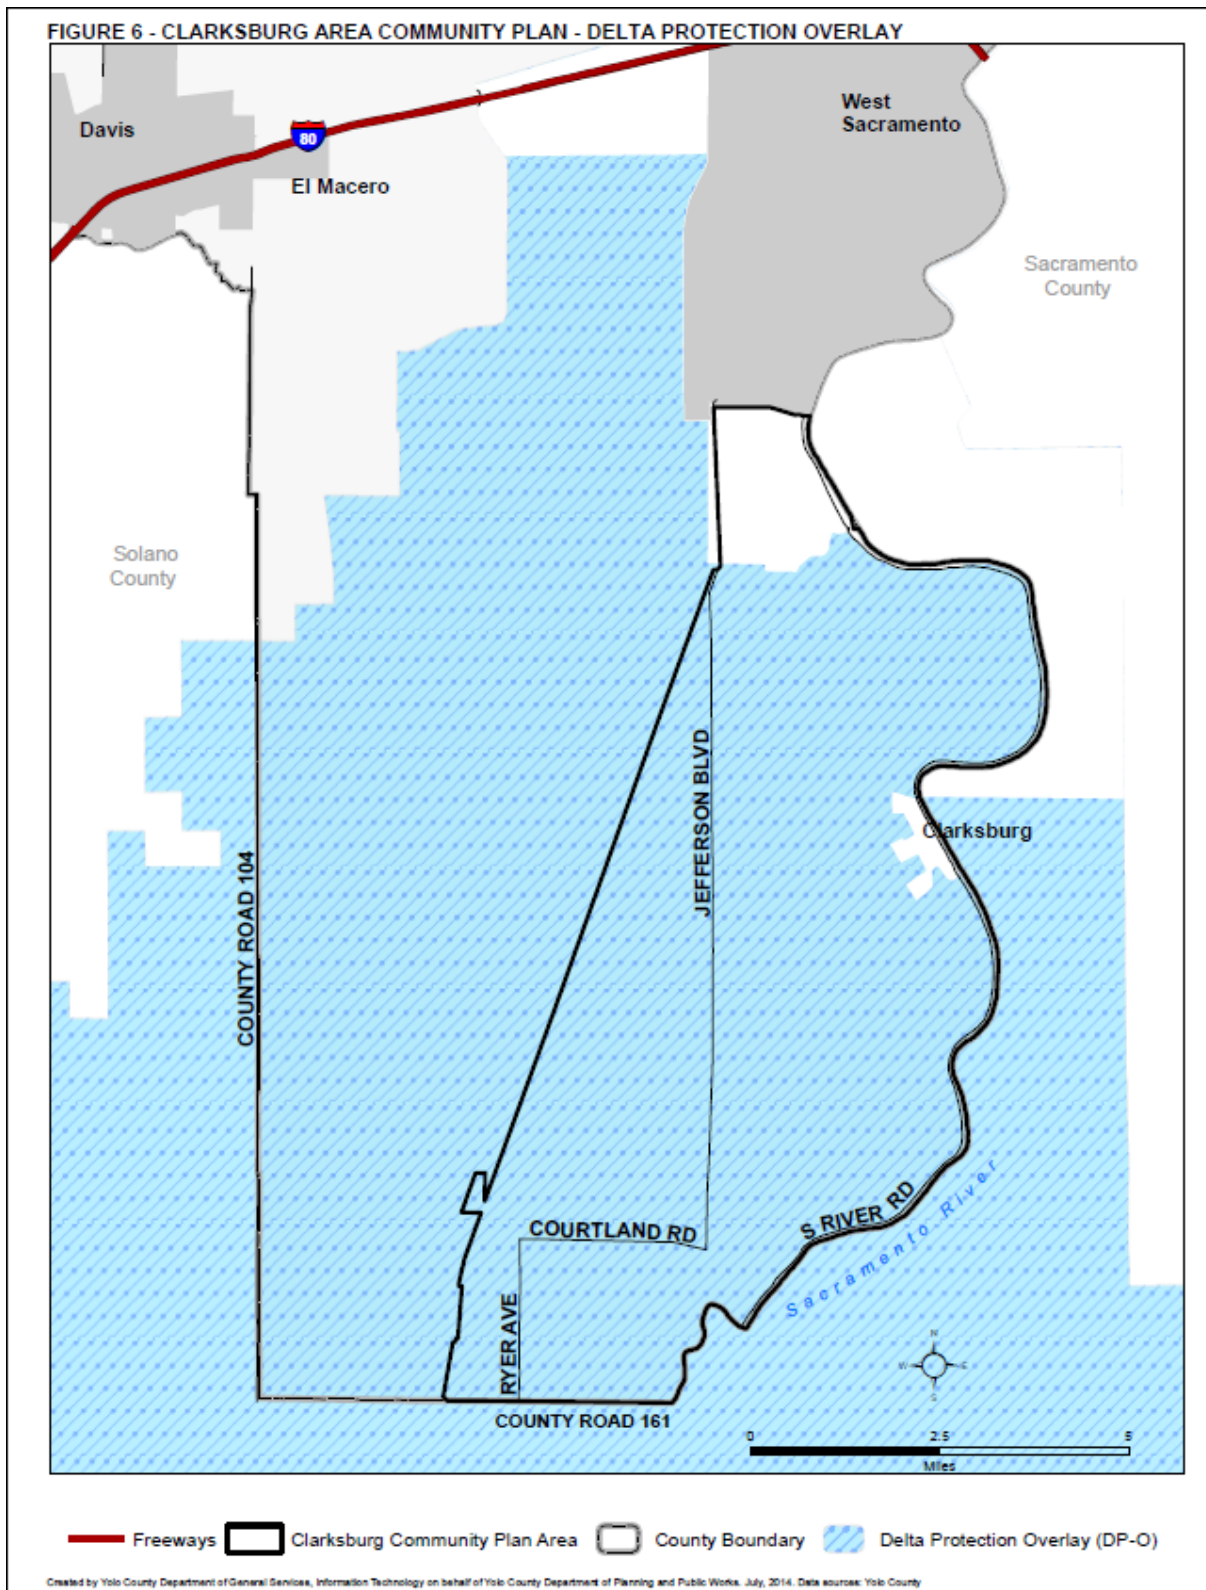 FIGURE 6 - CLARKSBURG AREA COMMUNITY PLAN - DELTA PROTECTION OVERLAY
Davis
80
El Macero
West
Sacramento
Sacramento
County
Solano
County
JEFFERSON BLVD
Clarksburg
COUNTY ROAD 104
COURTLAND RD
S RIVER RD
Sacramento River
RYER AVE
COUNTY ROAD 161
N
W
E
S
0 2.5 5
Miles
Freeways
Clarksburg Community Plan Area
County Boundary
Delta Protection Overlay (DP-O)
Created by Yolo County Department of General Services, Information Technology on behalf of Yolo County Department of Planning and Public Works. July, 2014. Data sources: Yolo County